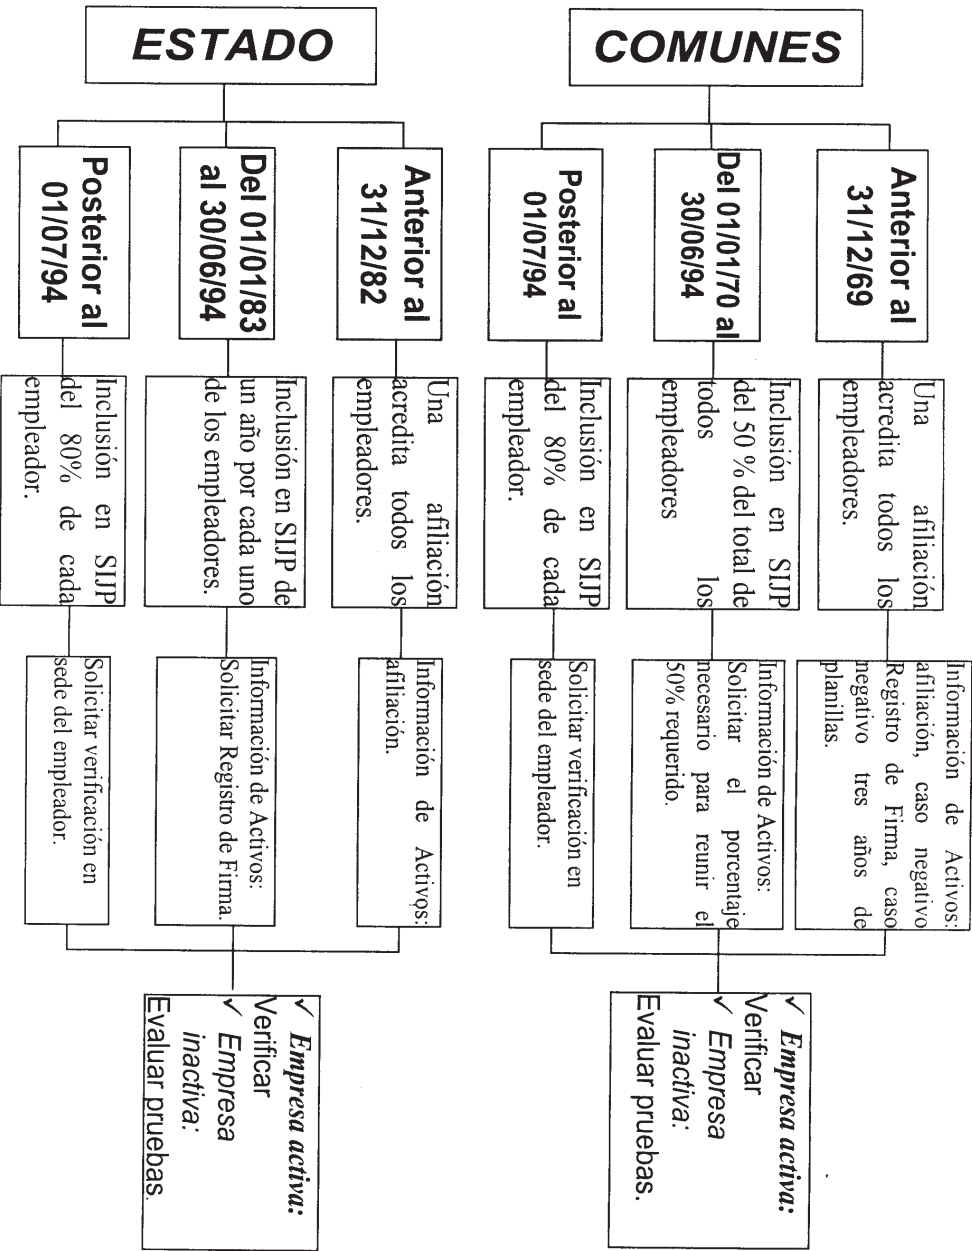 COMUNES
Anterior al
31/12/69
Una afiliación
acredita todos los
empleadores.
Información de Activos:
afiliación, caso negativo
Registro de Firma, caso
negativo tres años de
planillas.
Del 01/01/70 al
30/06/94
Inclusión en SIJP
del 50 % del total de
todos los
empleadores
Información de Activos:
Solicitar el porcentaje
necesario para reunir el
50% requerido.
Posterior al
01/07/94
Inclusión en SIJP
del 80% de cada
empleador.
Solicitar verificación en
sede del empleador.
✓ Empresa activa:
Verificar
✓ Empresa
inactiva:
Evaluar pruebas.
ESTADO
Anterior al
31/12/82
Una afiliación
acredita todos los
empleadores.
Información de Activos:
afiliación.
Del 01/01/83
al 30/06/94
Inclusión en SIJP de
un año por cada uno
de los empleadores.
Información de Activos:
Solicitar Registro de Firma.
Posterior al
01/07/94
Inclusión en SIJP
del 80% de cada
empleador.
Solicitar verificación en
sede del empleador.
✓ Empresa activa:
Verificar
✓ Empresa
inactiva:
Evaluar pruebas.